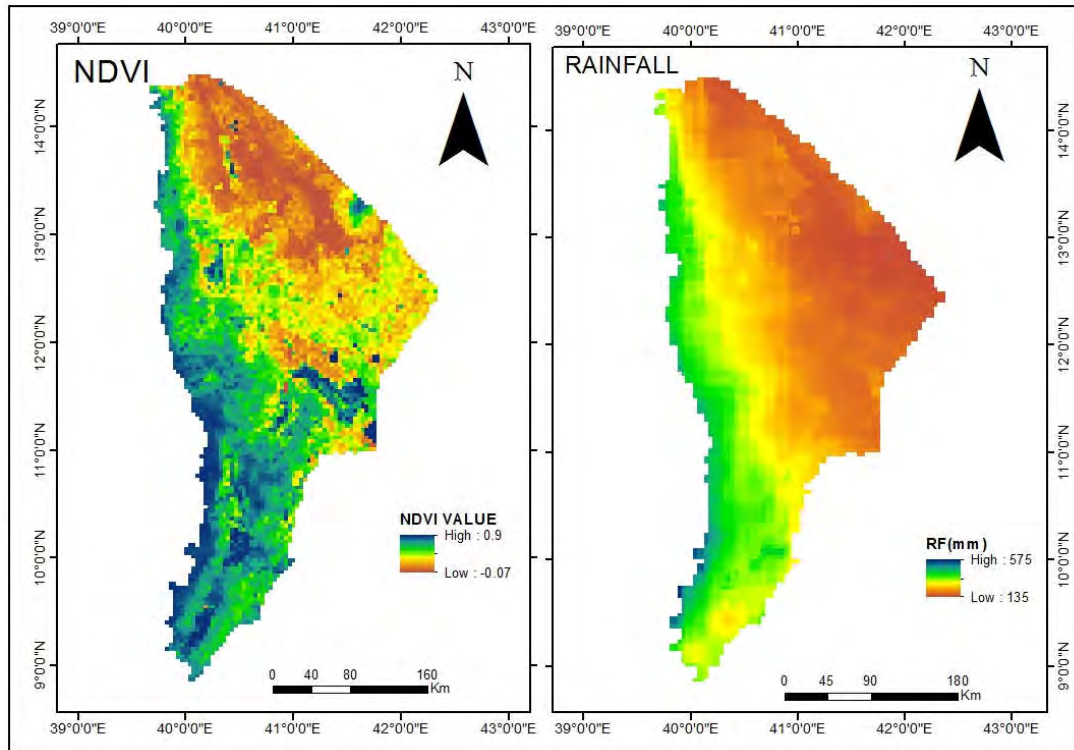 39°0'0"E 40°0'0"E 41°0'0"E 42°0'0"E 43°0'0"E
39°0'0"E 40°0'0"E 41°0'0"E 42°0'0"E 43°0'0"E
NDVI
N
14°0'0"N
13°0'0"N
12°0'0"N
11°0'0"N
10°0'0"N
9°0'0"N
NDVI VALUE
High : 0.9
Low : -0.07
0 40 80 160
Km
RAINFALL
N
14°0'0"N
13°0'0"N
12°0'0"N
11°0'0"N
10°0'0"N
9°0'0"N
RF(mm)
High : 575
Low : 135
0 45 90 180
Km
39°0'0"E 40°0'0"E 41°0'0"E 42°0'0"E 43°0'0"E
39°0'0"E 40°0'0"E 41°0'0"E 42°0'0"E 43°0'0"E